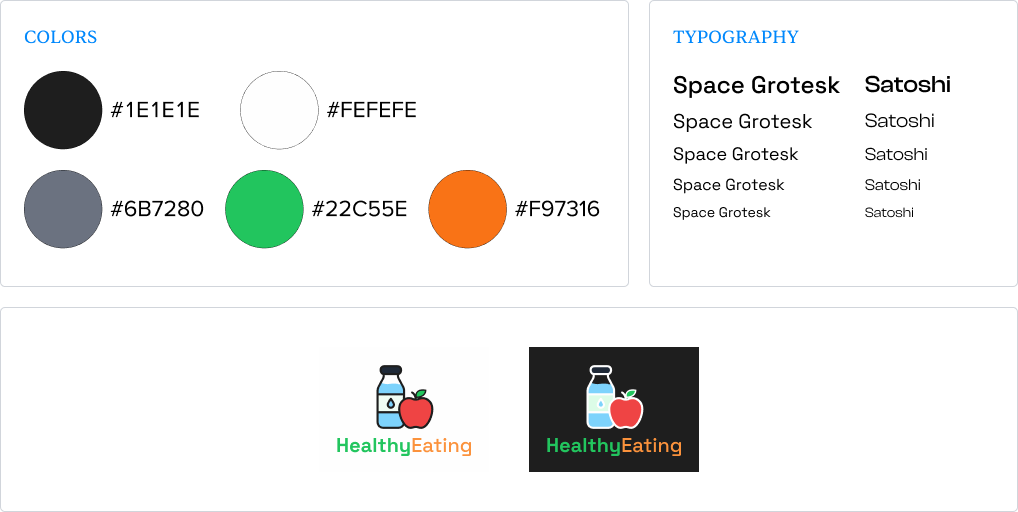 COLORS
#1E1E1E
#FEFEFE
#6B7280
#22C55E
#F97316
TYPOGRAPHY
Space Grotesk
Space Grotesk
Space Grotesk
Space Grotesk
Space Grotesk
Satoshi
Satoshi
Satoshi
Satoshi
Satoshi
HealthyEating
HealthyEating